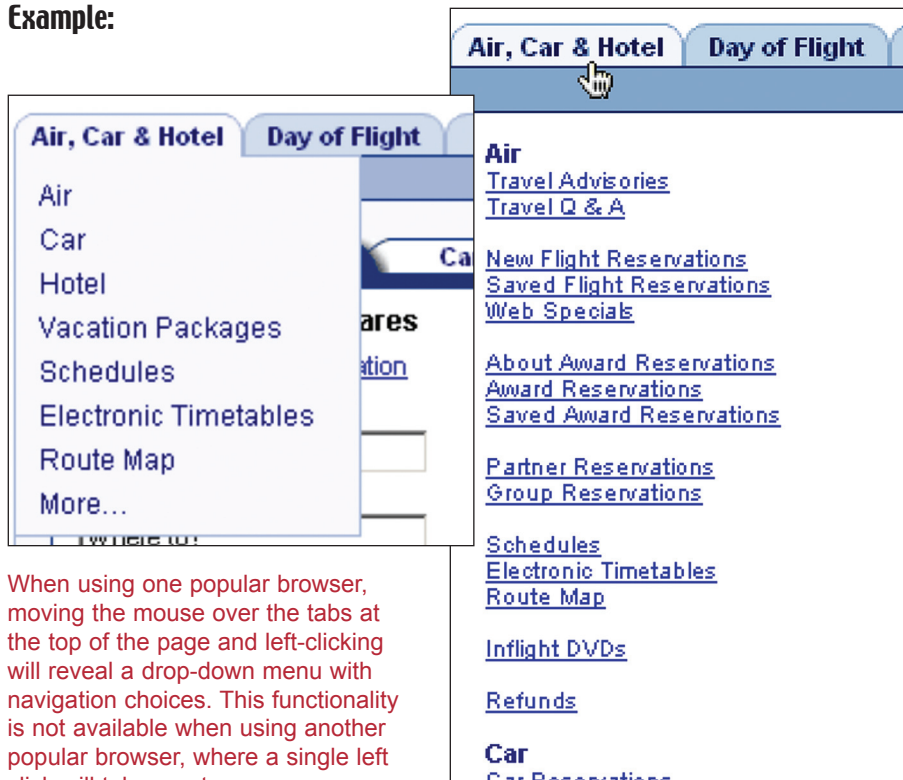 Example:
Air, Car & Hotel
Day of Flight
Air
Car
Hotel
Vacation Packages
Schedules
Electronic Timetables
Route Map
More...
Ca
ares
ation
When using one popular browser,
moving the mouse over the tabs at
the top of the page and left-clicking
will reveal a drop-down menu with
navigation choices. This functionality
is not available when using another
popular browser, where a single left
Air, Car & Hotel
Day of Flight
Air
Travel Advisories
Travel Q & A
New Flight Reservations
Saved Flight Reservations
Web Specials
About Award Reservations
Award Reservations
Saved Award Reservations
Partner Reservations
Group Reservations
Schedules
Electronic Timetables
Route Map
Inflight DVDs
Refunds
Car
Car Reservations